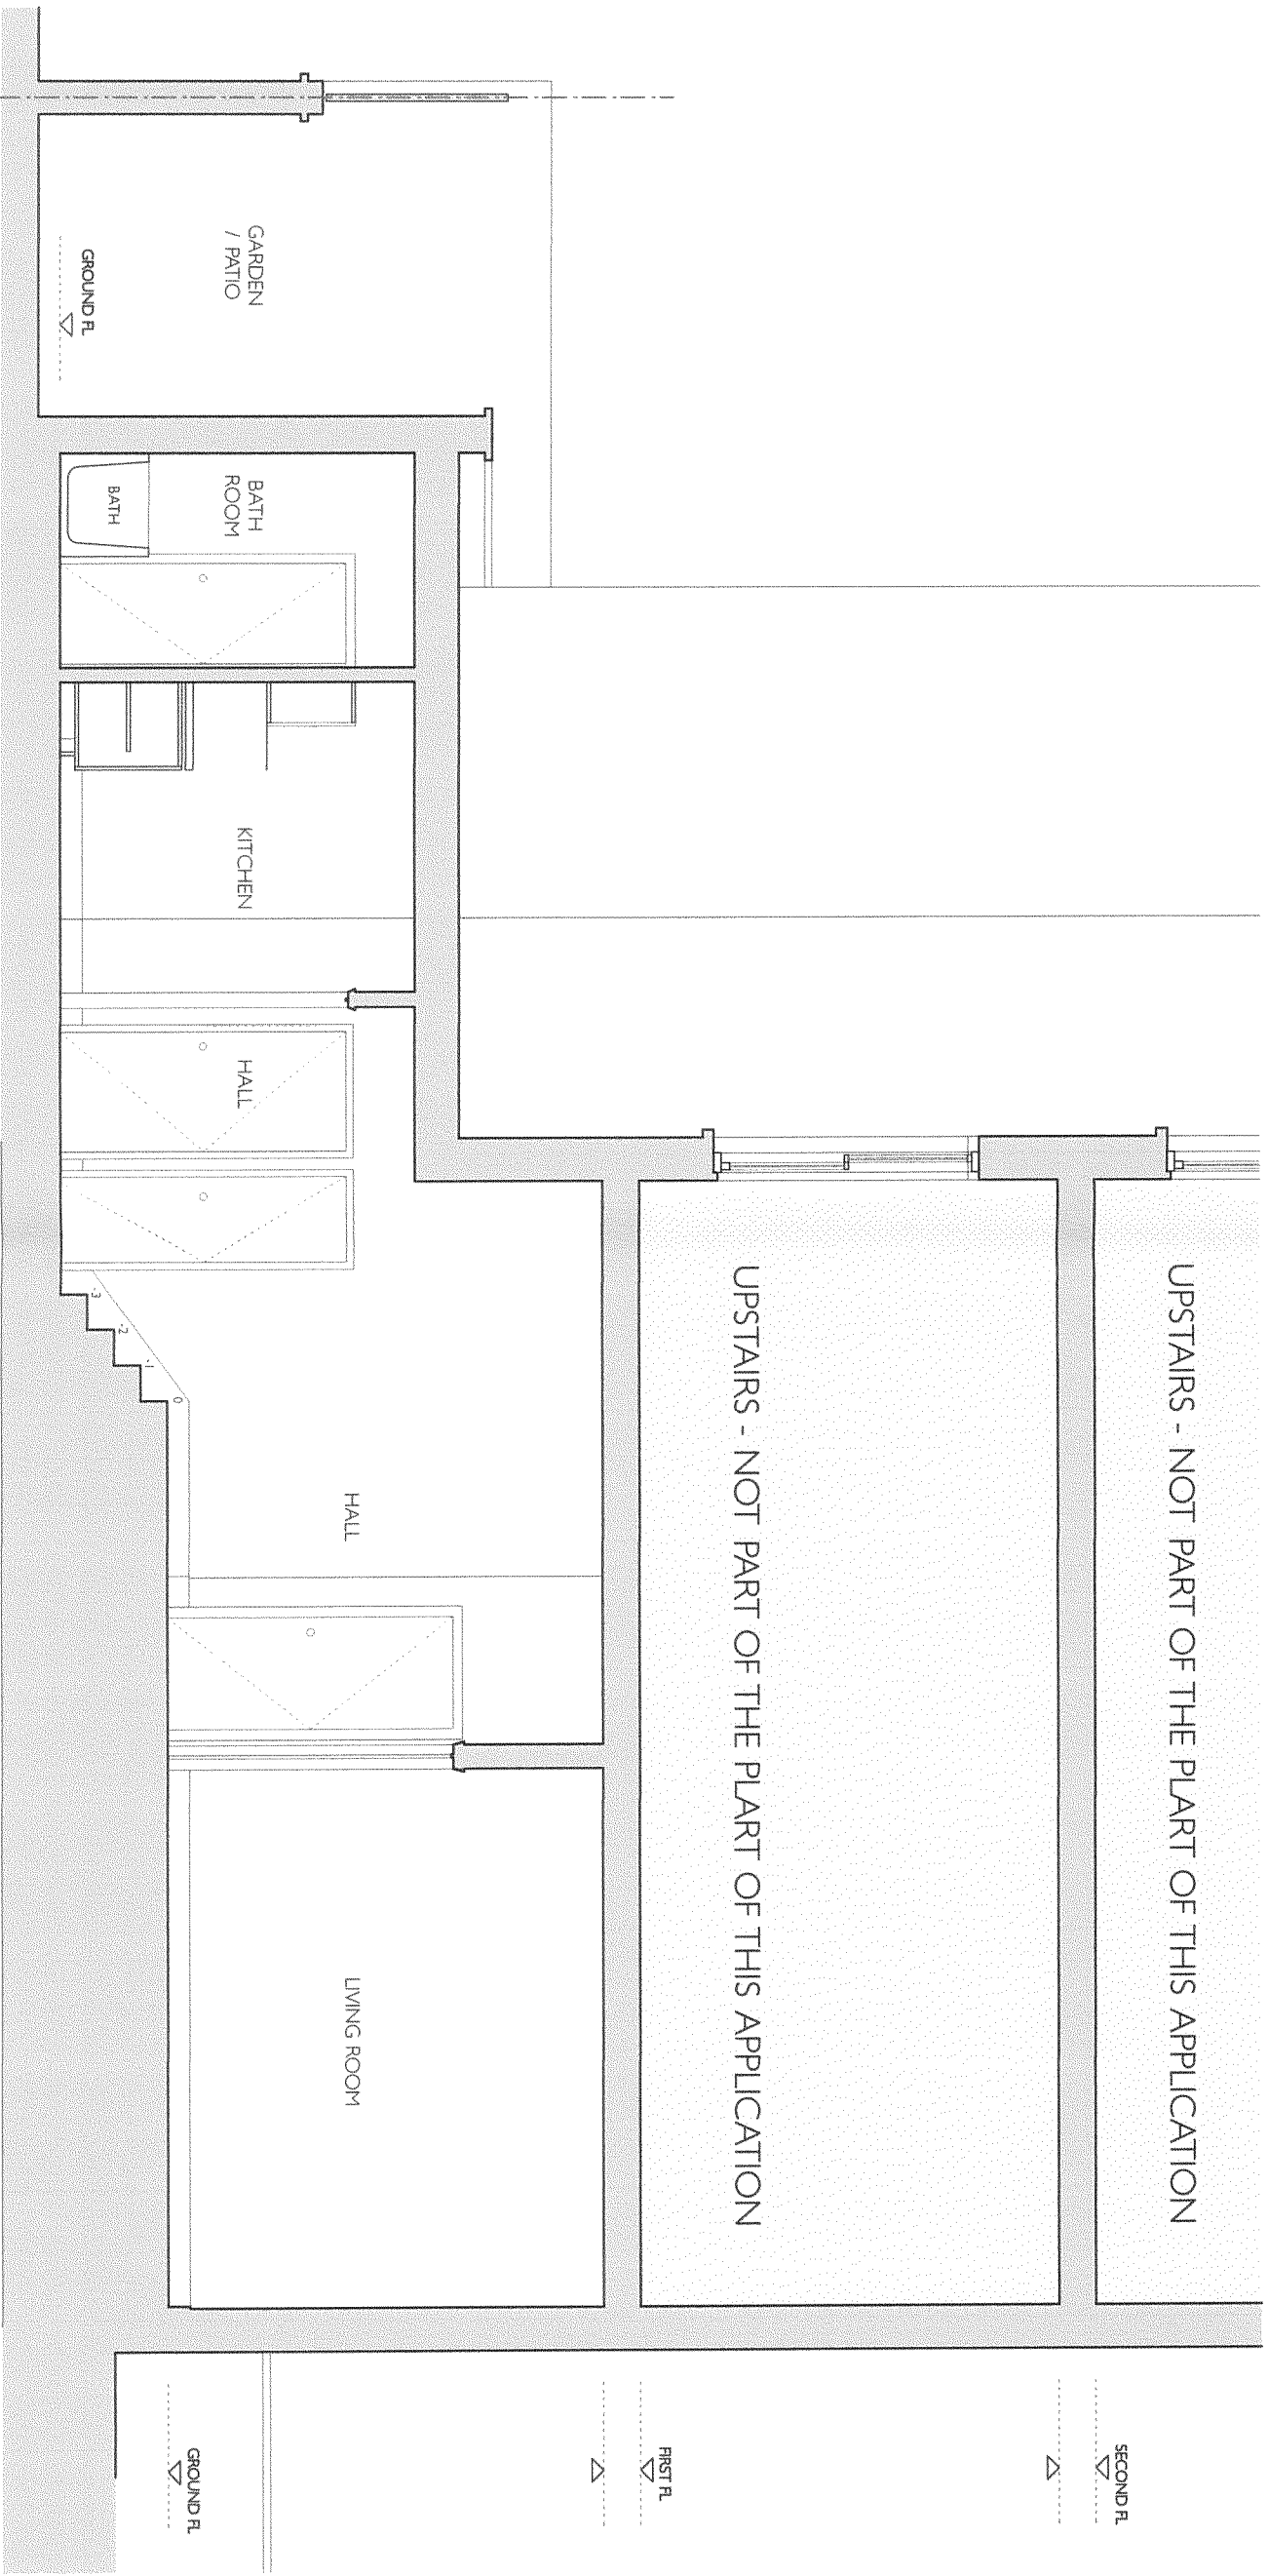 UPSTAIRS - NOT PART OF THE PLART OF THIS APPLICATION
SECOND FL
UPSTAIRS - NOT PART OF THE PLART OF THIS APPLICATION
FIRST FL
GARDEN
/ PATIO
GROUND FL
BATH
ROOM
BATH
KITCHEN
HALL
-3
-2
-1
0
HALL
LIVING ROOM
GROUND FL